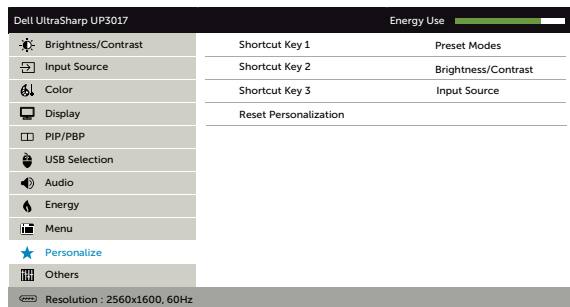 Dell UltraSharp UP3017 Energy Use
Brightness/Contrast Shortcut Key 1 Preset Modes
Input Source Shortcut Key 2 Brightness/Contrast
Color Shortcut Key 3 Input Source
Display Reset Personalization
PIP/PBP
USB Selection
Audio
Energy
Menu
Personalize
Others
Resolution : 2560x1600, 60Hz